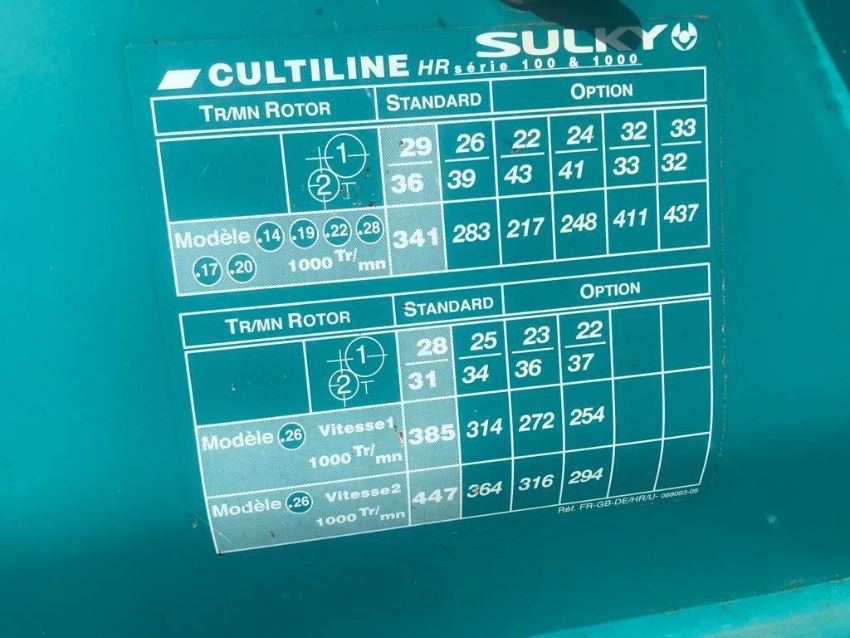 SULKY
CULTILINE HR série 100 & 1000
TR/MN ROTOR STANDARD OPTION
1 29 26 22 24 32 33
2 T 36 39 43 41 33 32
Modèle .14 .19 .22 .28 341 283 217 248 411 437
.17 .20 1000 Tr/mn
TR/MN ROTOR STANDARD OPTION
1 28 25 23 22
2 T 31 34 36 37
Modèle .26 Vitesse1 385 314 272 254
1000 Tr/mn
Modèle .26 Vitesse2 447 364 316 294
1000 Tr/mn
Réf. FR-GB-DE/HR/U-